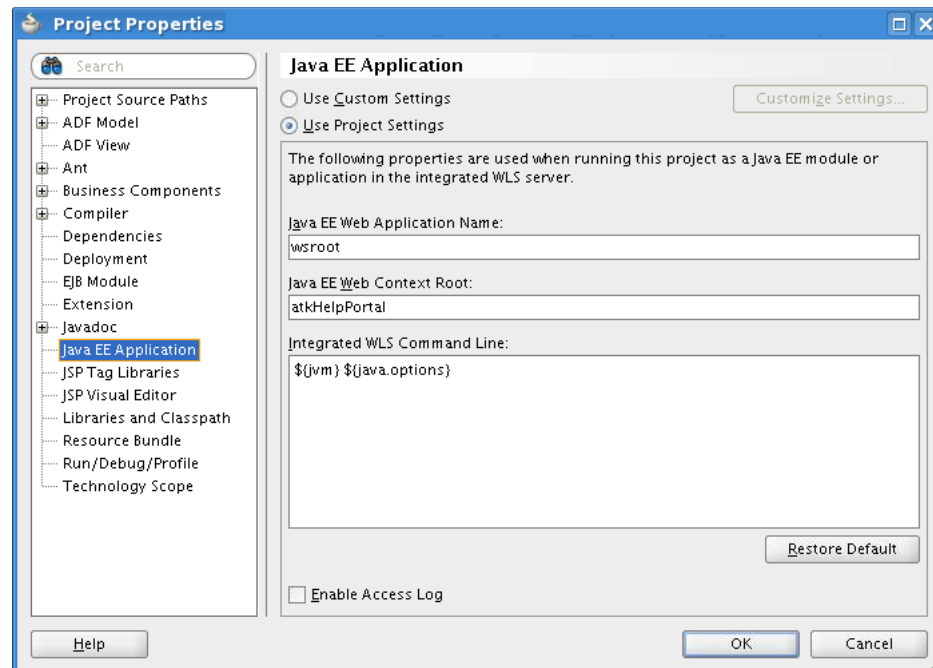 Project Properties
Search
Project Source Paths
ADF Model
ADF View
Ant
Business Components
Compiler
Dependencies
Deployment
EJB Module
Extension
Javadoc
Java EE Application
JSP Tag Libraries
JSP Visual Editor
Libraries and Classpath
Resource Bundle
Run/Debug/Profile
Technology Scope
Java EE Application
Use Custom Settings
Customize Settings...
Use Project Settings
The following properties are used when running this project as a Java EE module or
application in the integrated WLS server.
Java EE Web Application Name:
wsroot
Java EE Web Context Root:
atkHelpPortal
Integrated WLS Command Line:
${jvm} ${java.options}
Restore Default
Enable Access Log
Help
OK
Cancel